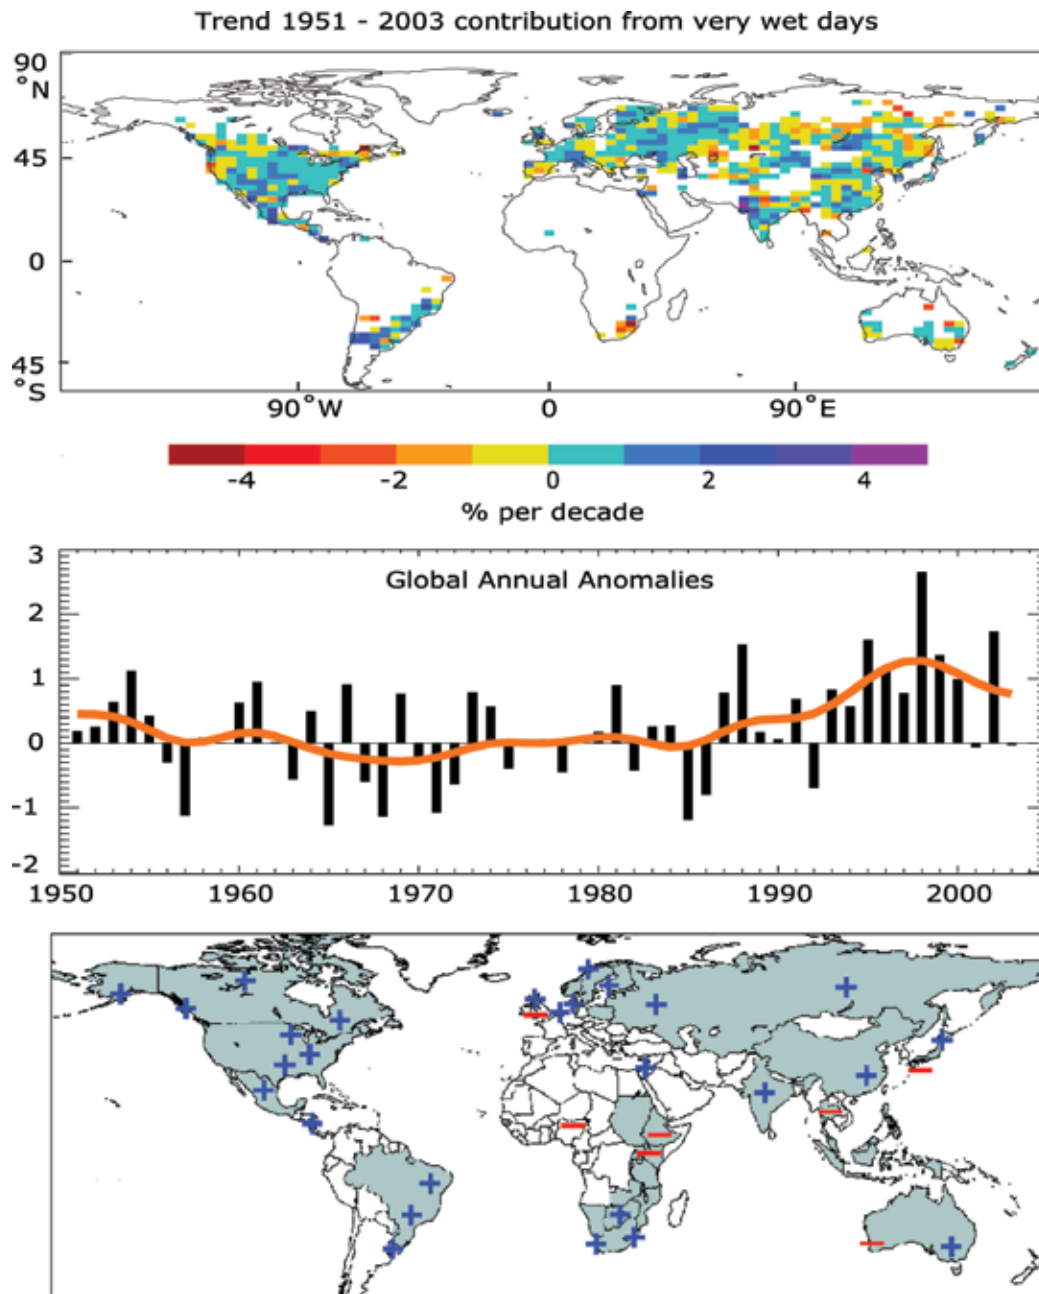 Trend 1951 - 2003 contribution from very wet days
90
°N
45
0
45
°S
90°W 0 90°E
-4 -2 0 2 4
% per decade
3
Global Annual Anomalies
2
1
0
-1
-2
1950 1960 1970 1980 1990 2000